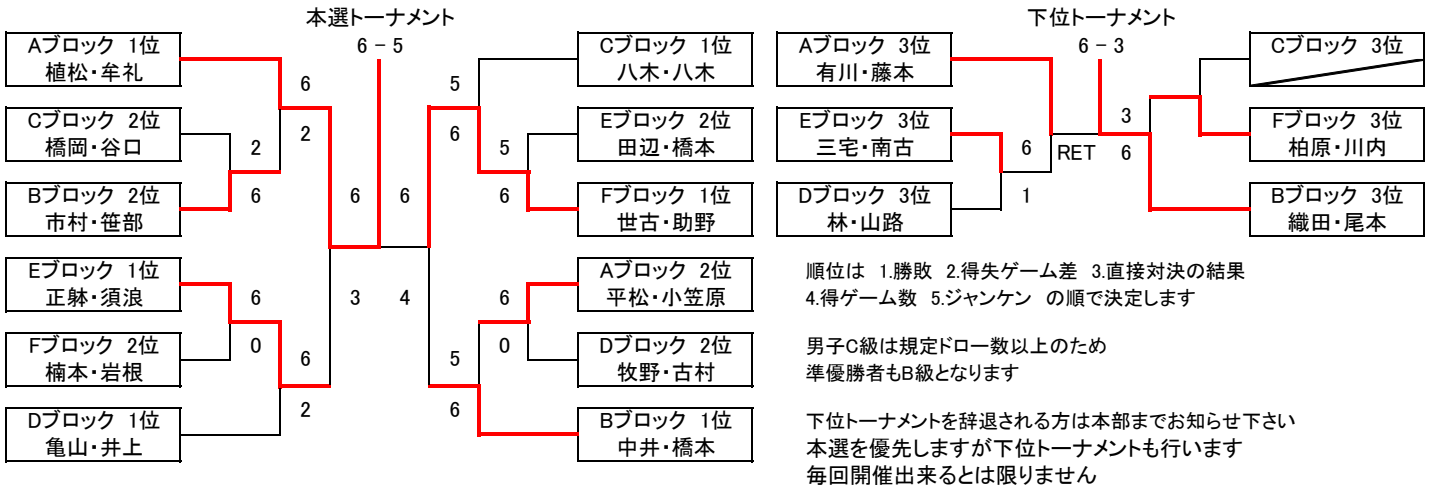 本選トーナメント
6 - 5
Aブロック 1位
植松・牟礼
Cブロック 2位
橋岡・谷口
Bブロック 2位
市村・笹部
Eブロック 1位
正躰・須浪
Fブロック 2位
楠本・岩根
Dブロック 1位
亀山・井上
2
6
6
0
6
2
6
2
6
3
6
4
5
6
5
6
5
6
6
0
Cブロック 1位
八木・八木
Eブロック 2位
田辺・橋本
Fブロック 1位
世古・助野
Aブロック 2位
平松・小笠原
Dブロック 2位
牧野・古村
Bブロック 1位
中井・橋本
下位トーナメント
6 - 3
Aブロック 3位
有川・藤本
Eブロック 3位
三宅・南古
Dブロック 3位
林・山路
6
1
RET
3
6
Cブロック 3位
Fブロック 3位
柏原・川内
Bブロック 3位
織田・尾本
順位は 1.勝敗 2.得失ゲーム差 3.直接対決の結果
4.得ゲーム数 5.ジャンケン の順で決定します
男子C級は規定ドロー数以上のため
準優勝者もB級となります
下位トーナメントを辞退される方は本部までお知らせ下さい
本選を優先しますが下位トーナメントも行います
毎回開催出来るとは限りません